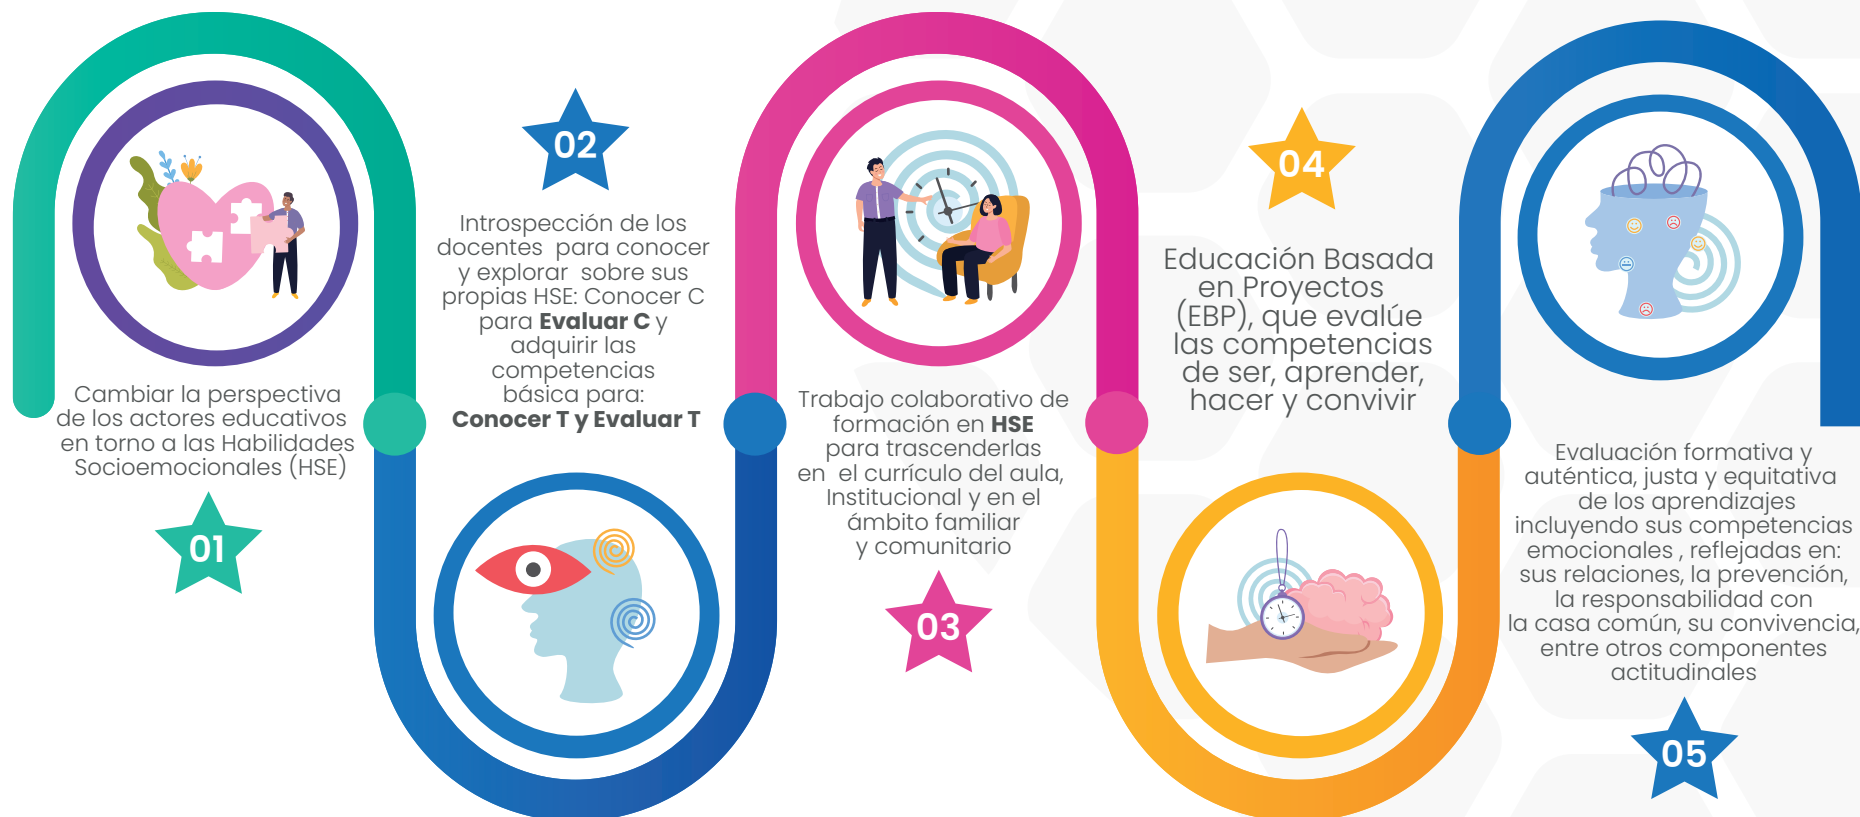 Cambiar la perspectiva
de los actores educativos
en torno a las Habilidades
Socioemocionales (HSE)
01
02
Introspección de los
docentes para conocer
y explorar sobre sus
propias HSE: Conocer C
para Evaluar C y
adquirir las
competencias
básica para:
Conocer T y Evaluar T
Trabajo colaborativo de
formación en HSE
para trascenderlas
en el currículo del aula,
Institucional y en el
ámbito familiar
y comunitario
03
04
Educación Basada
en Proyectos
(EBP), que evalúe
las competencias
de ser, aprender,
hacer y convivir
Evaluación formativa y
auténtica, justa y equitativa
de los aprendizajes
incluyendo sus competencias
emocionales , reflejadas en:
sus relaciones, la prevención,
la responsabilidad con
la casa común, su convivencia,
entre otros componentes
actitudinales
05